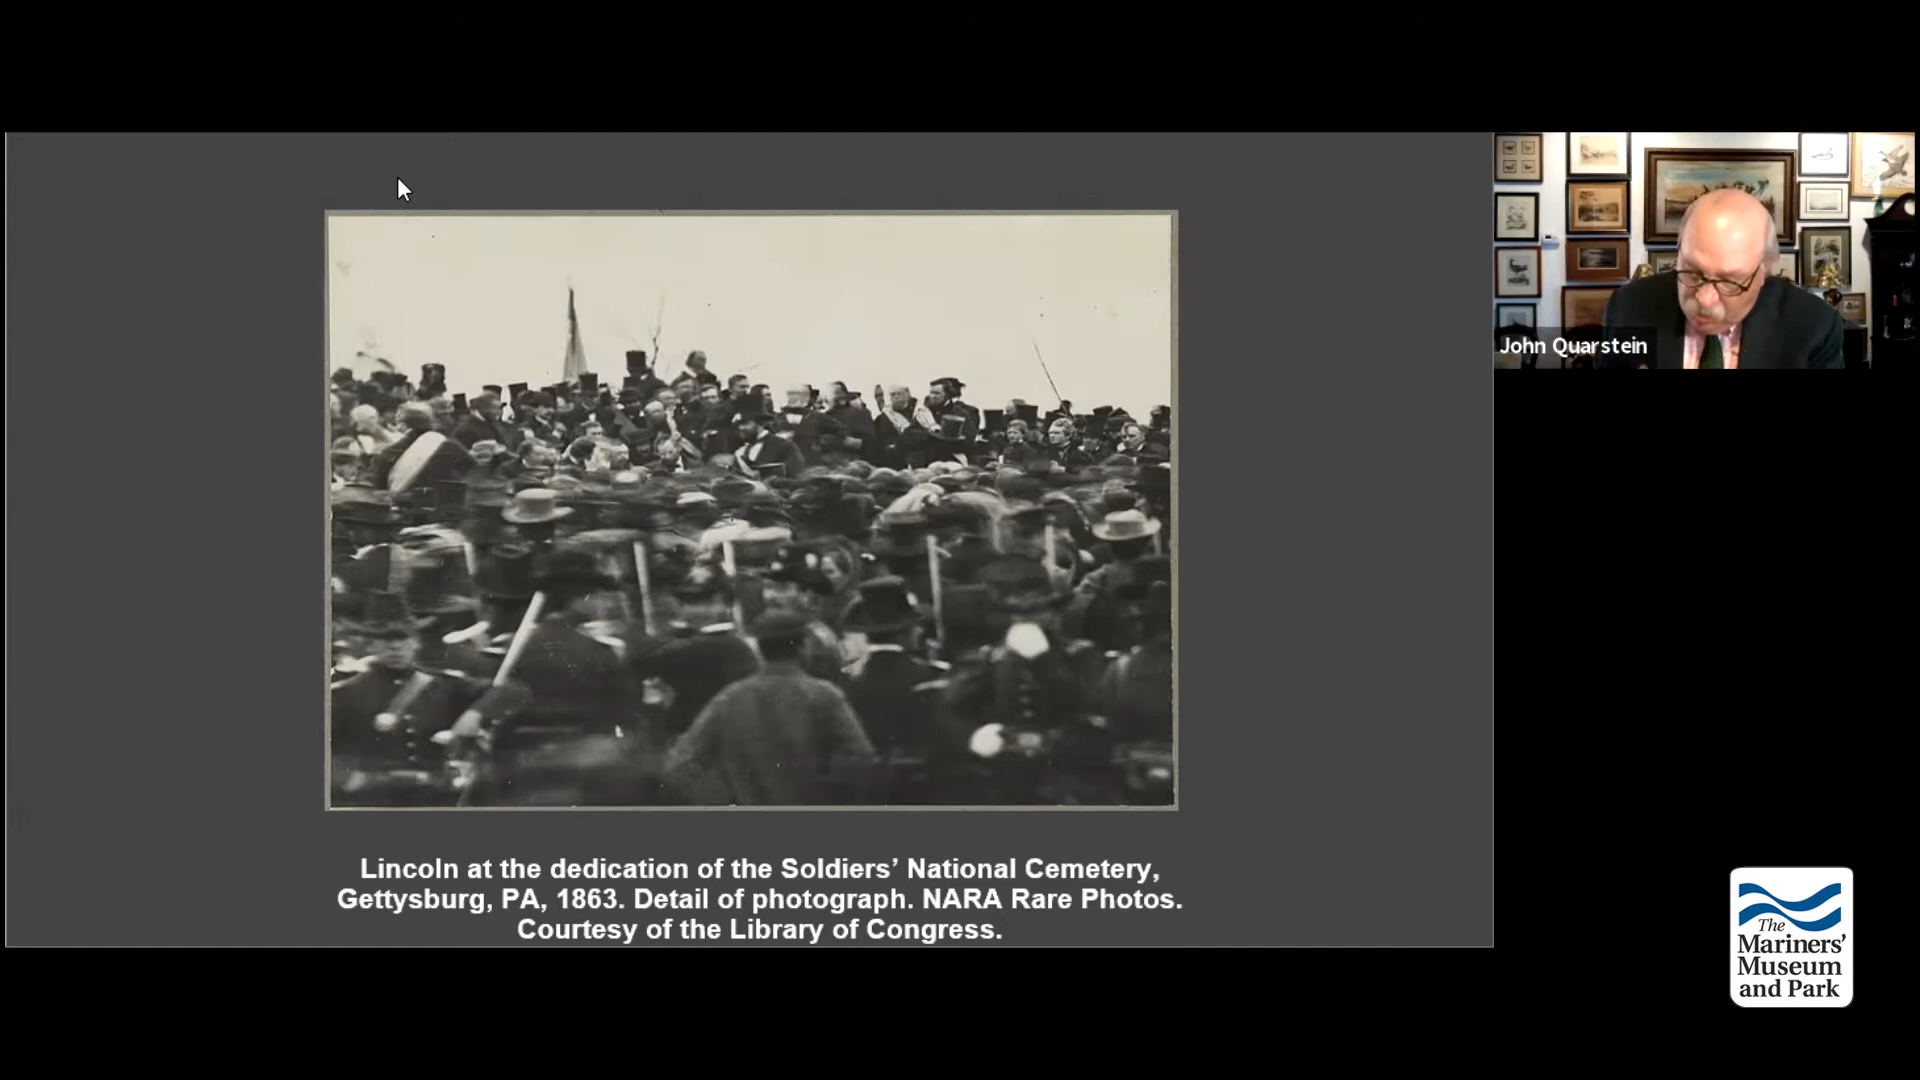 John Quarstein
Lincoln at the dedication of the Soldiers’ National Cemetery,
Gettysburg, PA, 1863. Detail of photograph. NARA Rare Photos.
Courtesy of the Library of Congress.
The
Mariners’
Museum
and Park